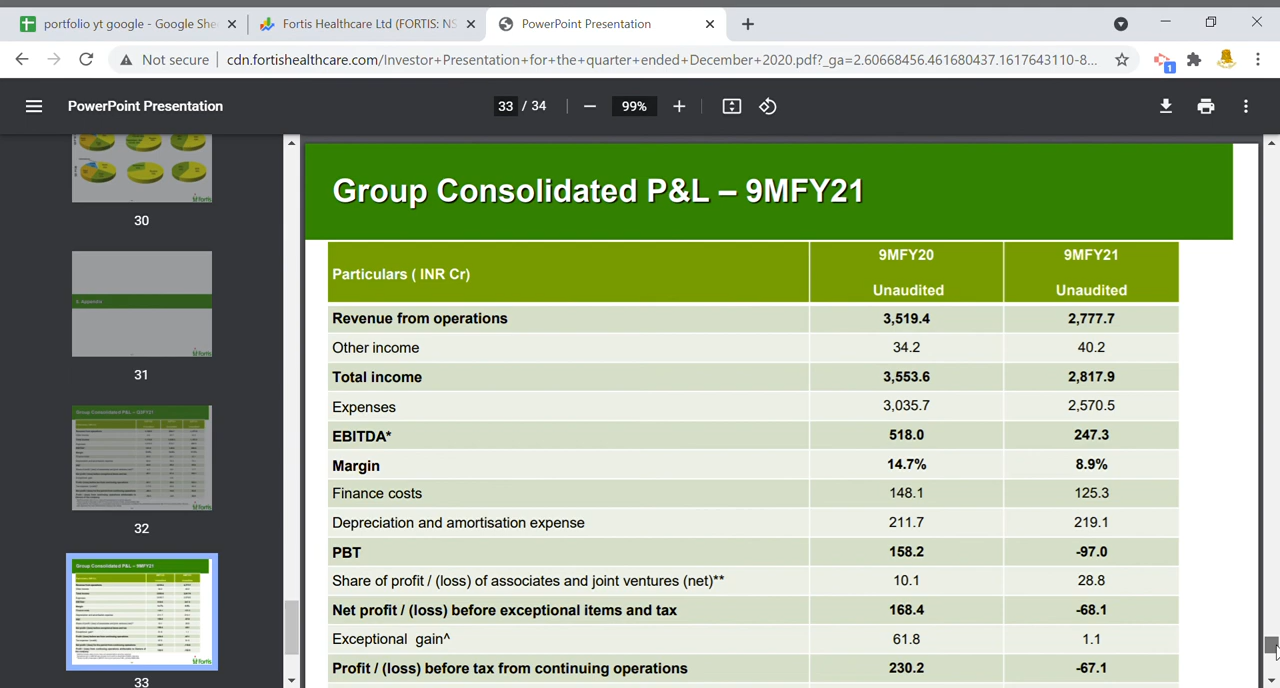 portfolio yt google - Google She
Fortis Healthcare Ltd (FORTIS: NS
PowerPoint Presentation
Not secure
cdn.fortishealthcare.com/Investor+Presentation+for+the+quarter+ended+December+2020.pdf?_ga=2.60668456.461680437.1617643110-8...
1
PowerPoint Presentation
33 / 34
99%
30
31
32
33
Group Consolidated P&L – 9MFY21
Particulars ( INR Cr) 9MFY20 Unaudited 9MFY21 Unaudited
Revenue from operations 3,519.4 2,777.7
Other income 34.2 40.2
Total income 3,553.6 2,817.9
Expenses 3,035.7 2,570.5
EBITDA* 518.0 247.3
Margin 14.7% 8.9%
Finance costs 148.1 125.3
Depreciation and amortisation expense 211.7 219.1
PBT 158.2 -97.0
Share of profit / (loss) of associates and joint ventures (net)** 10.1 28.8
Net profit / (loss) before exceptional items and tax 168.4 -68.1
Exceptional gain^ 61.8 1.1
Profit / (loss) before tax from continuing operations 230.2 -67.1